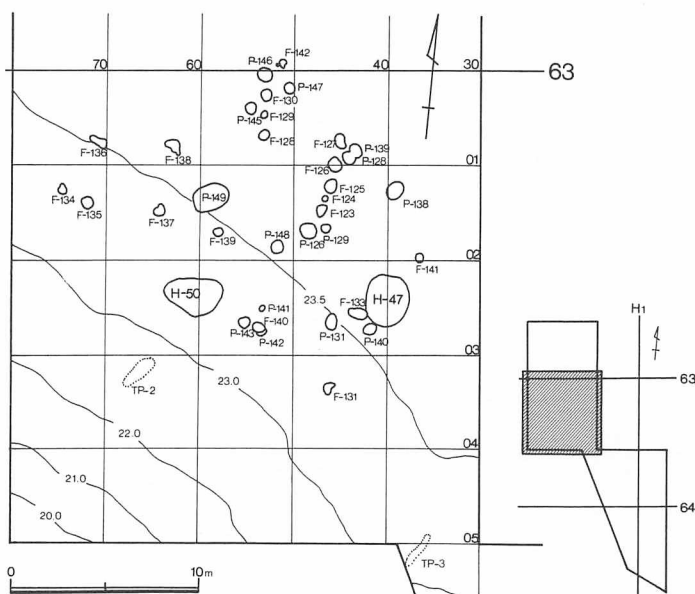 70 60 40 30
63
F-142
P-146
P-147
F-130
P-145
F-129
F-128
F-127
P-139
P-128
F-136
F-138
01
F-126
F-125
F-124
F-134
F-135
F-137
P-149
P-138
F-123
F-139
P-148
P-126
P-129
02
F-141
H-50
23.5
F-133
H-47
P-141
F-140
P-143
P-142
P-131
P-140
03
TP-2
23.0
F-131
22.0
04
21.0
20.0
05
TP-3
0 10m
H1
63
64